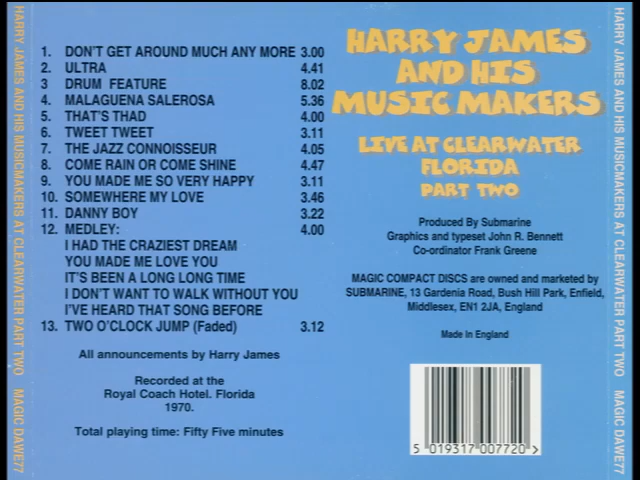 HARRY JAMES AND HIS MUSICMAKERS AT CLEARWATER PART TWO MAGIC DAWE77
1. DON'T GET AROUND MUCH ANY MORE 3.00
2. ULTRA 4.41
3 DRUM FEATURE 8.02
4. MALAGUENA SALEROSA 5.36
5. THAT'S THAD 4.00
6. TWEET TWEET 3.11
7. THE JAZZ CONNOISSEUR 4.05
8. COME RAIN OR COME SHINE 4.47
9. YOU MADE ME SO VERY HAPPY 3.11
10. SOMEWHERE MY LOVE 3.46
11. DANNY BOY 3.22
12. MEDLEY: 4.00
I HAD THE CRAZIEST DREAM
YOU MADE ME LOVE YOU
IT'S BEEN A LONG LONG TIME
I DON'T WANT TO WALK WITHOUT YOU
I'VE HEARD THAT SONG BEFORE
13. TWO O'CLOCK JUMP (Faded) 3.12
All announcements by Harry James
Recorded at the
Royal Coach Hotel. Florida
1970.
Total playing time: Fifty Five minutes
HARRY JAMES
AND HIS
MUSIC MAKERS
LIVE AT CLEARWATER
FLORIDA
PART TWO
Produced By Submarine
Graphics and typeset John R. Bennett
Co-ordinator Frank Greene
MAGIC COMPACT DISCS are owned and marketed by
SUBMARINE, 13 Gardenia Road, Bush Hill Park, Enfield,
Middlesex, EN1 2JA, England
Made in England
5 019317 007720 >
HARRY JAMES AND HIS MUSICMAKERS AT CLEARWATER PART TWO MAGIC DAWE77